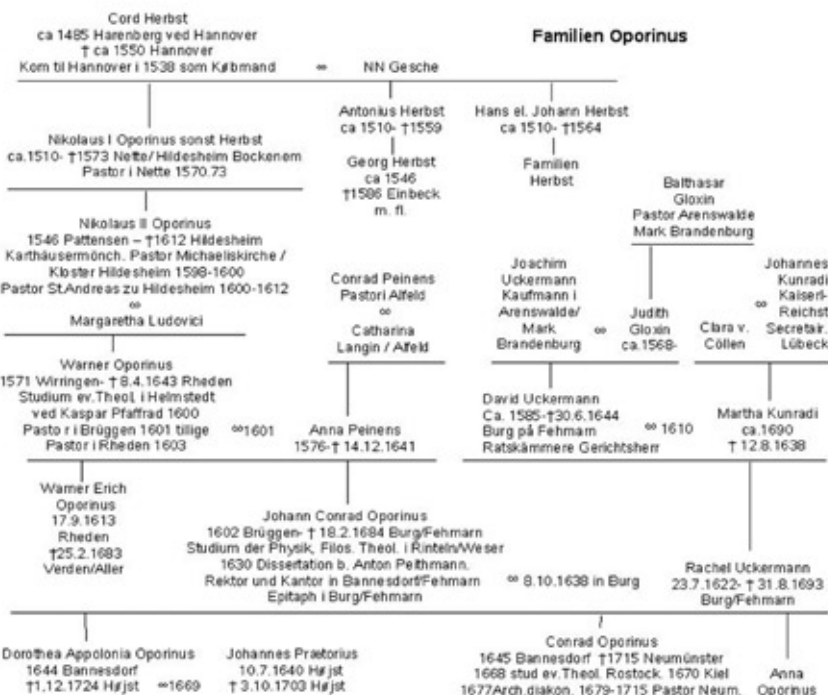 Familien Oporinus
Cord Herbst
ca 1485 Harenberg ved Hannover
† ca 1550 Hannover
Kom til Hannover i 1538 som Købmand ∞ NN Gesche
Antonius Herbst
ca 1510- †1559
Georg Herbst
ca 1546
†1586 Einbeck
m. fl.
Hans el. Johann Herbst
ca 1510- †1564
Familien
Herbst
Nikolaus I Oporinus sonst Herbst
ca.1510- †1573 Nette/ Hildesheim Bockenem
Pastor i Nette 1570.73
Nikolaus II Oporinus
1546 Pattensen – †1612 Hildesheim
Karthäusermönch. Pastor Michaeliskirche /
Kloster Hildesheim 1598-1600
Pastor St.Andreas zu Hildesheim 1600-1612
∞
Margaretha Ludovici
Conrad Peinens
Pastori Alfeld
∞
Catharina
Langin / Alfeld
Balthasar
Gloxin
Pastor Arenswalde
Mark Brandenburg
Joachim
Uckermann
Kaufmann i
Arenswalde/
Mark
Brandenburg
∞
Judith
Gloxin
ca.1568-
Clara v.
Cöllen
∞
Johannes
Kunradi
Kaiserl-
Reichst
Secretair.
Lübeck
Warner Oporinus
1571 Wirringen- † 8.4.1643 Rheden
Studium ev.Theol. i Helmstedt
ved Kaspar Pfaffrad 1600
Pastor i Brüggen 1601 tillige
Pastor i Rheden 1603
∞1601
Anna Peinens
1576-† 14.12.1641
David Uckermann
Ca. 1585-†30.6.1644
Burg på Fehmarn
Ratskämmere Gerichtsherr
∞ 1610
Martha Kunradi
ca.1690
† 12.8.1638
Warner Erich
Oporinus
17.9.1613
Rheden
†25.2.1683
Verden/Aller
Johann Conrad Oporinus
1602 Brüggen- † 18.2.1684 Burg/Fehmarn
Studium der Physik, Filos. Theol. i Rinteln/Weser
1630 Dissertation b. Anton Peithmann.
Rektor und Kantor in Bannesdorf/Fehmarn
Epitaph i Burg/Fehmarn
∞ 8.10.1638 in Burg
Rachel Uckermann
23.7.1622- † 31.8.1693
Burg/Fehmarn
Dorothea Appolonia Oporinus
1644 Bannesdorf
†1.12.1724 Højst ∞1669
Johannes Prætorius
10.7.1640 Højst
† 3.10.1703 Højst
Conrad Oporinus
1645 Bannesdorf †1715 Neumünster
1668 stud ev.Theol. Rostock. 1670 Kiel
1677Arch.diakon. 1679-1715 Pastor Neum.
Anna
Oporinus